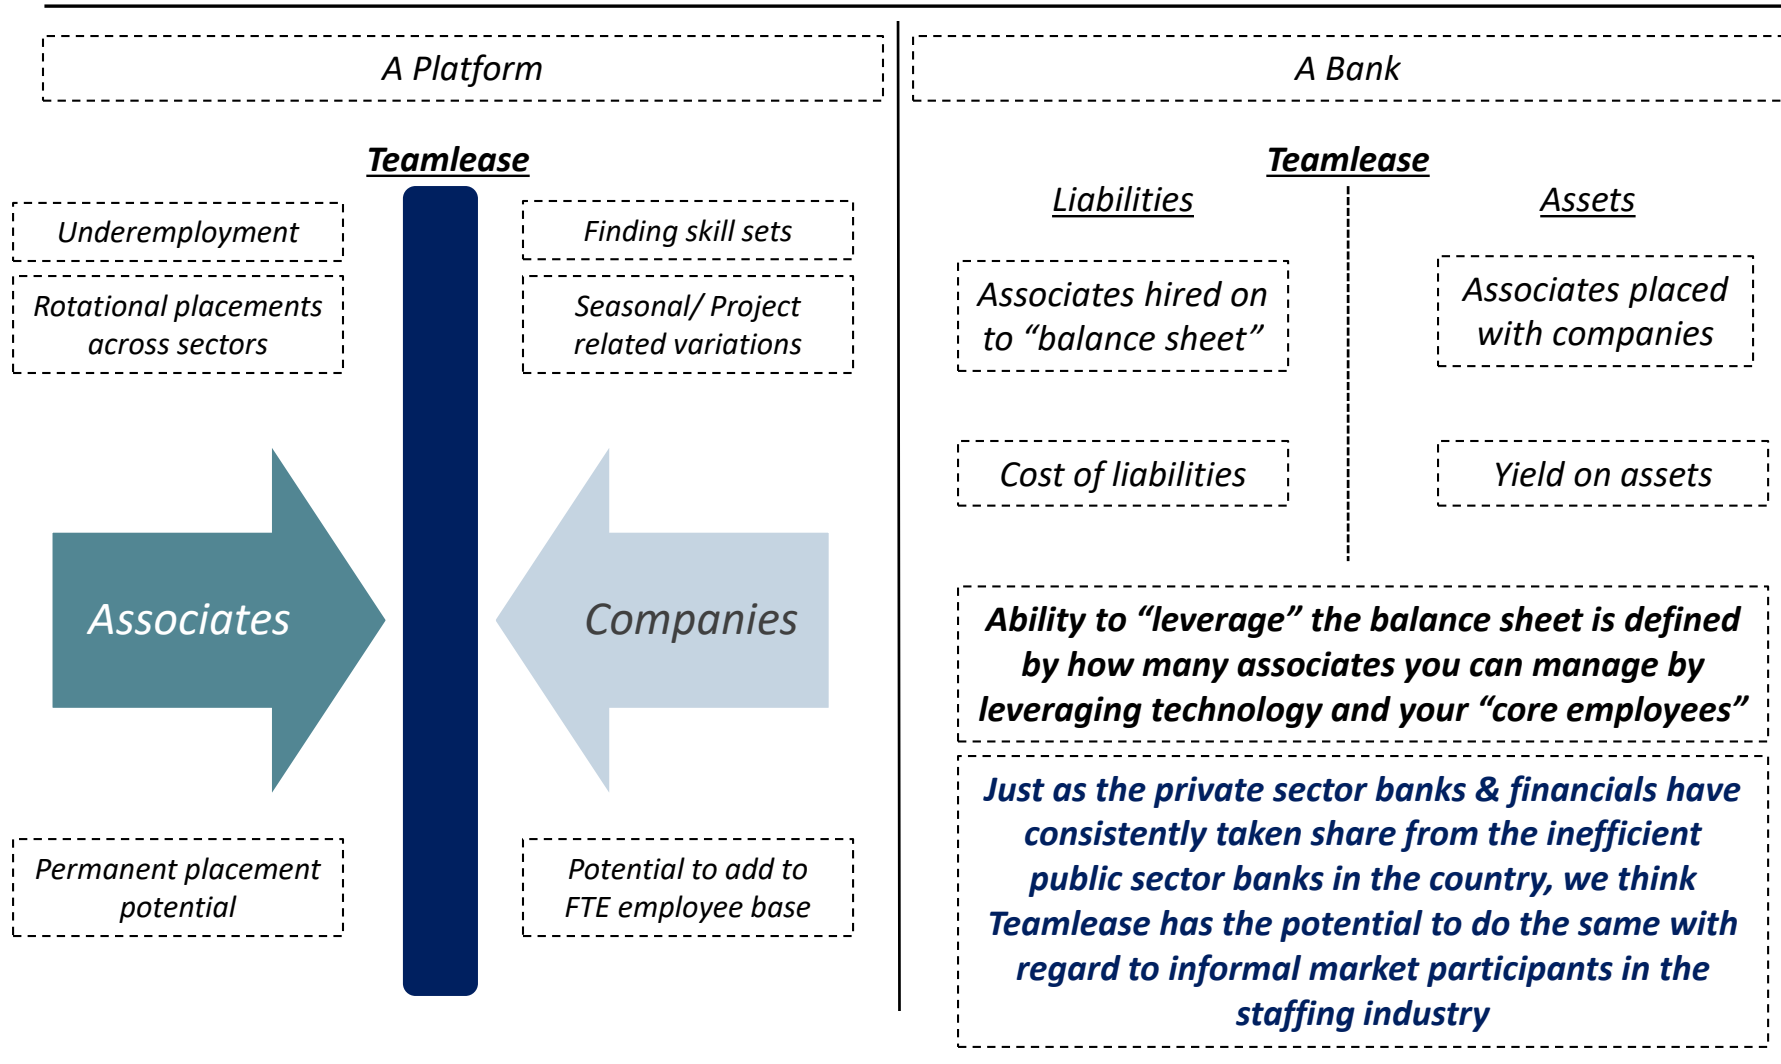 A Platform
Teamlease
Underemployment
Rotational placements
across sectors
Finding skill sets
Seasonal/ Project
related variations
Associates
Companies
Permanent placement
potential
Potential to add to
FTE employee base
A Bank
Teamlease
Liabilities
Assets
Associates hired on
to “balance sheet”
Associates placed
with companies
Cost of liabilities
Yield on assets
Ability to “leverage” the balance sheet is defined
by how many associates you can manage by
leveraging technology and your “core employees”
Just as the private sector banks & financials have
consistently taken share from the inefficient
public sector banks in the country, we think
Teamlease has the potential to do the same with
regard to informal market participants in the
staffing industry